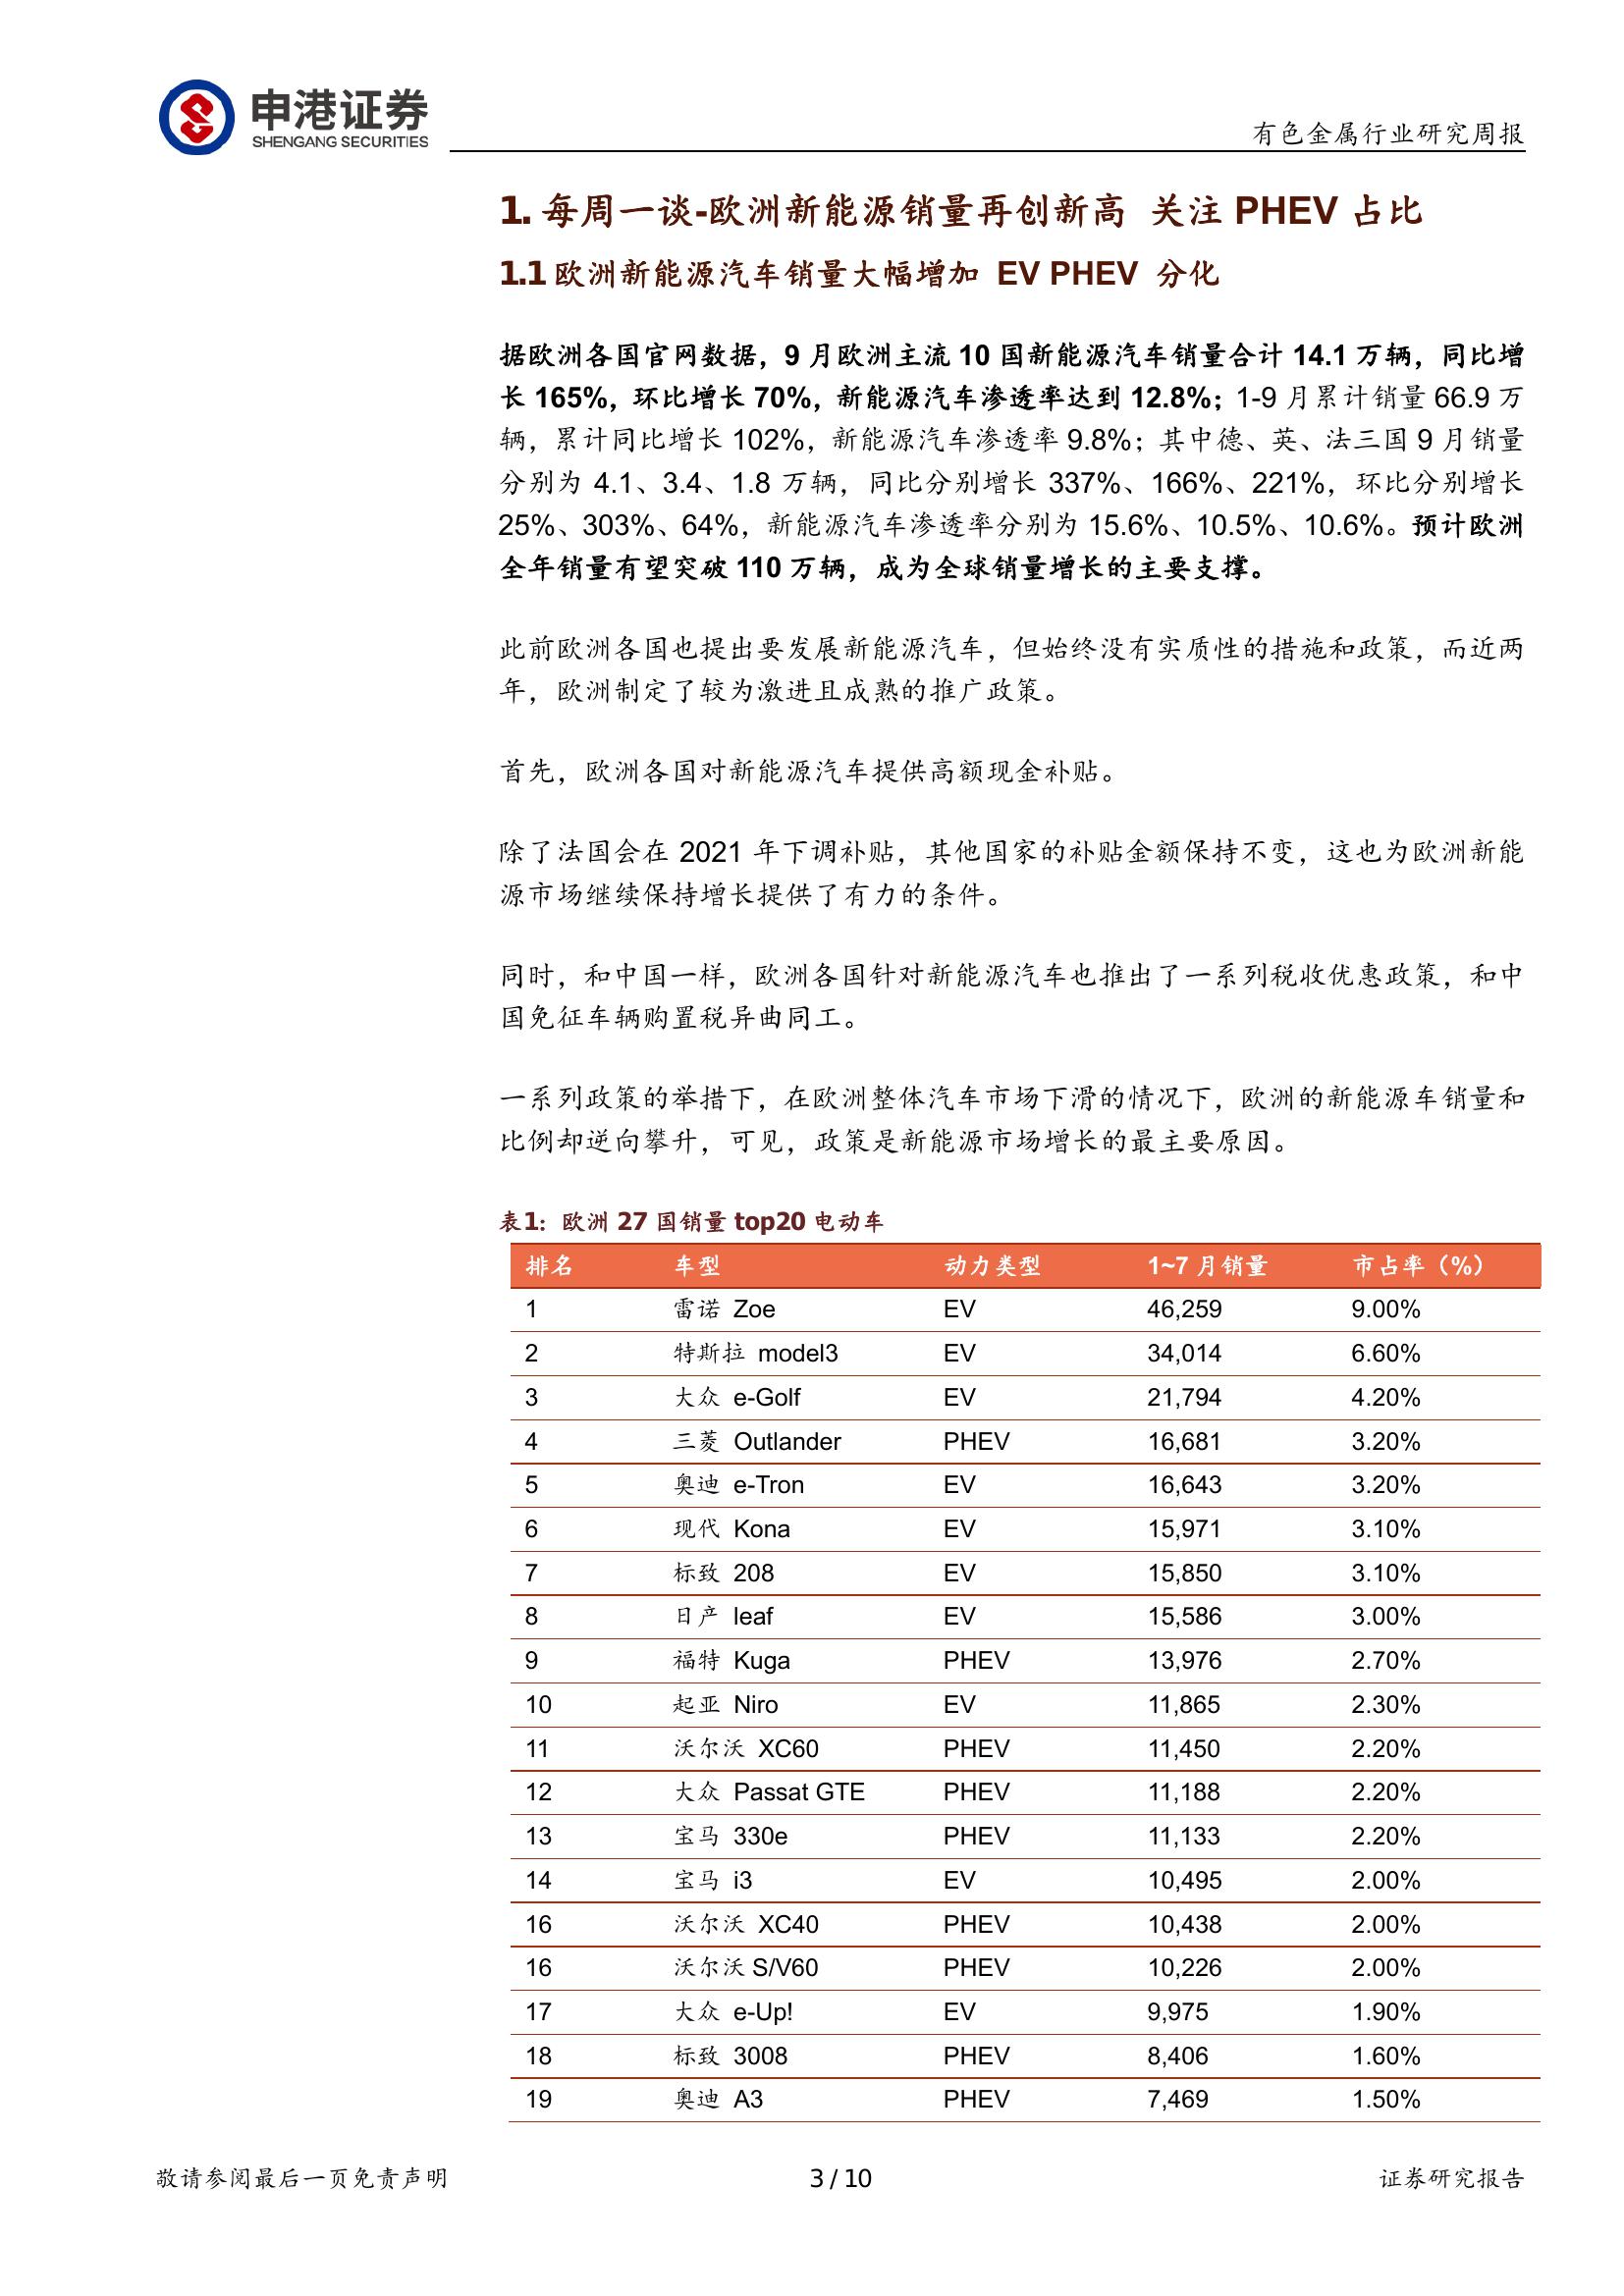 申港证券
SHENGANG SECURITIES
有色金属行业研究周报
1. 每周一谈-欧洲新能源销量再创新高 关注 PHEV 占比
1.1 欧洲新能源汽车销量大幅增加 EV PHEV 分化
据欧洲各国官网数据，9 月欧洲主流 10 国新能源汽车销量合计 14.1 万辆，同比增
长 165%，环比增长 70%，新能源汽车渗透率达到 12.8%；1-9 月累计销量 66.9 万
辆，累计同比增长 102%，新能源汽车渗透率 9.8%；其中德、英、法三国 9 月销量
分别为 4.1、3.4、1.8 万辆，同比分别增长 337%、166%、221%，环比分别增长
25%、303%、64%，新能源汽车渗透率分别为 15.6%、10.5%、10.6%。预计欧洲
全年销量有望突破 110 万辆，成为全球销量增长的主要支撑。
此前欧洲各国也提出要发展新能源汽车，但始终没有实质性的措施和政策，而近两
年，欧洲制定了较为激进且成熟的推广政策。
首先，欧洲各国对新能源汽车提供高额现金补贴。
除了法国会在 2021 年下调补贴，其他国家的补贴金额保持不变，这也为欧洲新能
源市场继续保持增长提供了有力的条件。
同时，和中国一样，欧洲各国针对新能源汽车也推出了一系列税收优惠政策，和中
国免征车辆购置税异曲同工。
一系列政策的举措下，在欧洲整体汽车市场下滑的情况下，欧洲的新能源车销量和
比例却逆向攀升，可见，政策是新能源市场增长的最主要原因。
表1：欧洲 27 国销量 top20 电动车
排名 车型 动力类型 1~7 月销量 市占率（%）
1 雷诺 Zoe EV 46,259 9.00%
2 特斯拉 model3 EV 34,014 6.60%
3 大众 e-Golf EV 21,794 4.20%
4 三菱 Outlander PHEV 16,681 3.20%
5 奥迪 e-Tron EV 16,643 3.20%
6 现代 Kona EV 15,971 3.10%
7 标致 208 EV 15,850 3.10%
8 日产 leaf EV 15,586 3.00%
9 福特 Kuga PHEV 13,976 2.70%
10 起亚 Niro EV 11,865 2.30%
11 沃尔沃 XC60 PHEV 11,450 2.20%
12 大众 Passat GTE PHEV 11,188 2.20%
13 宝马 330e PHEV 11,133 2.20%
14 宝马 i3 EV 10,495 2.00%
16 沃尔沃 XC40 PHEV 10,438 2.00%
16 沃尔沃 S/V60 PHEV 10,226 2.00%
17 大众 e-Up! EV 9,975 1.90%
18 标致 3008 PHEV 8,406 1.60%
19 奥迪 A3 PHEV 7,469 1.50%
敬请参阅最后一页免责声明 3 / 10 证券研究报告